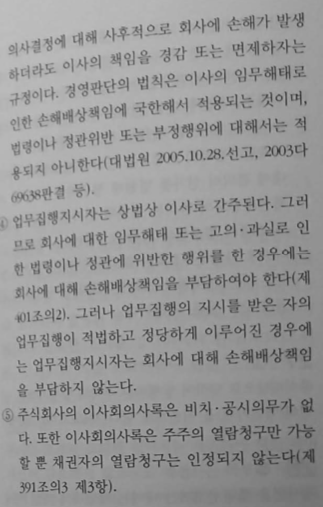 의사결정에 대해 사후적으로 회사에 손해가 발생
하더라도 이사의 책임을 경감 또는 면제하자는
규정이다. 경영판단의 법칙은 이사의 임무해태로
인한 손해배상책임에 국한해서 적용되는 것이며,
법령이나 정관위반 또는 부정행위에 대해서는 적
용되지 아니한다(대법원 2005.10.28.선고, 2003다
69638판결 등).
④ 업무집행지시자는 상법상 이사로 간주된다. 그러
므로 회사에 대한 임무해태 또는 고의·과실로 인
한 법령이나 정관에 위반한 행위를 한 경우에는
회사에 대해 손해배상책임을 부담하여야 한다(제
401조의2). 그러나 업무집행의 지시를 받은 자의
업무집행이 적법하고 정당하게 이루어진 경우에
는 업무집행지시자는 회사에 대해 손해배상책임
을 부담하지 않는다.
⑤ 주식회사의 이사회의사록은 비치·공시의무가 없
다. 또한 이사회의사록은 주주의 열람청구만 가능
할 뿐 채권자의 열람청구는 인정되지 않는다(제
391조의3 제3항).